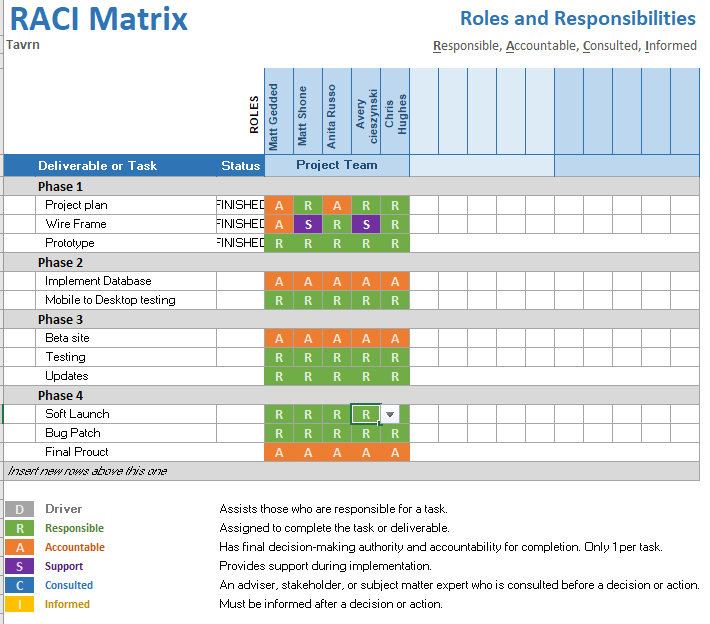 RACI Matrix
Roles and Responsibilities
Tavrn
Responsible, Accountable, Consulted, Informed
ROLES
Matt Gedded
Matt Shone
Anita Russo
Avery cieszynski
Chris Hughes
Deliverable or Task Status Project Team
Phase 1
Project plan FINISHED A R A R R
Wire Frame FINISHED A S R S R
Prototype FINISHED R R R R R
Phase 2
Implement Database A A A A A
Mobile to Desktop testing R R R R R
Phase 3
Beta site A A A A A
Testing R R R R R
Updates R R R R R
Phase 4
Soft Launch R R R R
Bug Patch R R R R R
Final Prouct A A A A A
Insert new rows above this one
D Driver Assists those who are responsible for a task.
R Responsible Assigned to complete the task or deliverable.
A Accountable Has final decision-making authority and accountability for completion. Only 1 per task.
S Support Provides support during implementation.
C Consulted An adviser, stakeholder, or subject matter expert who is consulted before a decision or action.
I Informed Must be informed after a decision or action.